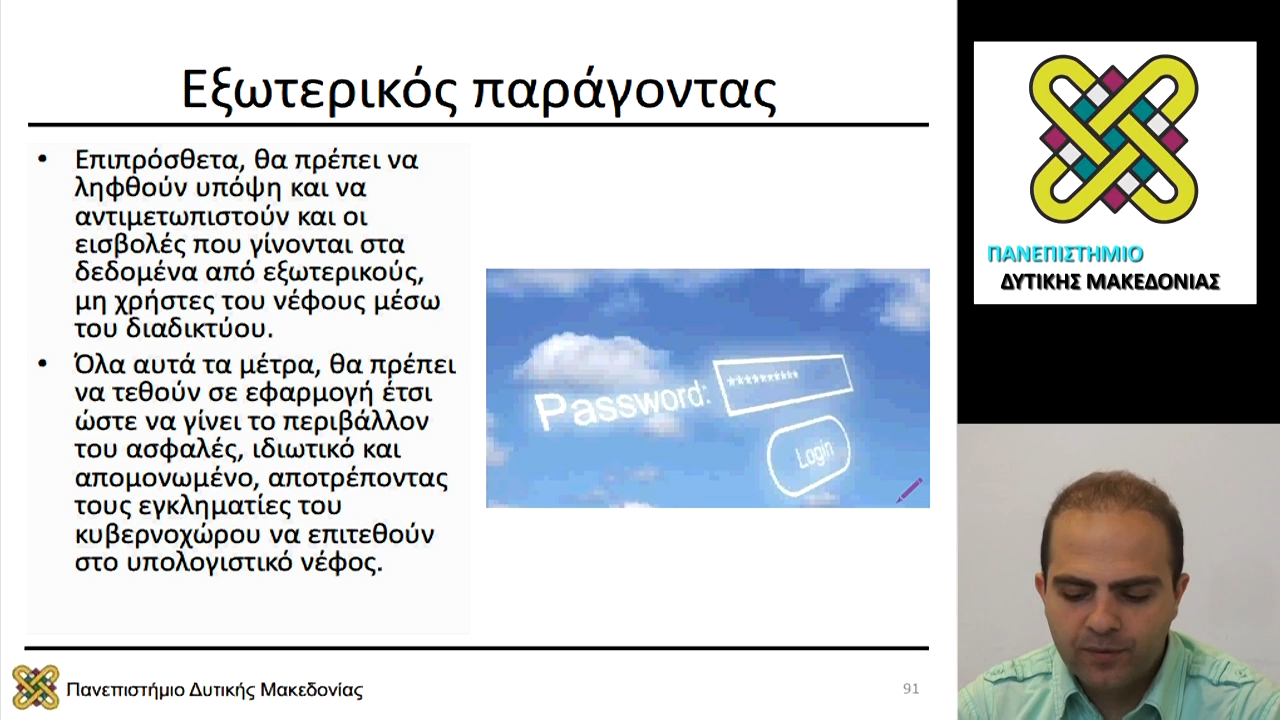 Εξωτερικός παράγοντας
• Επιπρόσθετα, θα πρέπει να
ληφθούν υπόψη και να
αντιμετωπιστούν και οι
εισβολές που γίνονται στα
δεδομένα από εξωτερικούς,
μη χρήστες του νέφους μέσω
του διαδικτύου.
• Όλα αυτά τα μέτρα, θα πρέπει
να τεθούν σε εφαρμογή έτσι
ώστε να γίνει το περιβάλλον
του ασφαλές, ιδιωτικό και
απομονωμένο, αποτρέποντας
τους εγκληματίες του
κυβερνοχώρου να επιτεθούν
στο υπολογιστικό νέφος.
Password: **********
Login
Πανεπιστήμιο Δυτικής Μακεδονίας
91
ΠΑΝΕΠΙΣΤΗΜΙΟ
ΔΥΤΙΚΗΣ ΜΑΚΕΔΟΝΙΑΣ